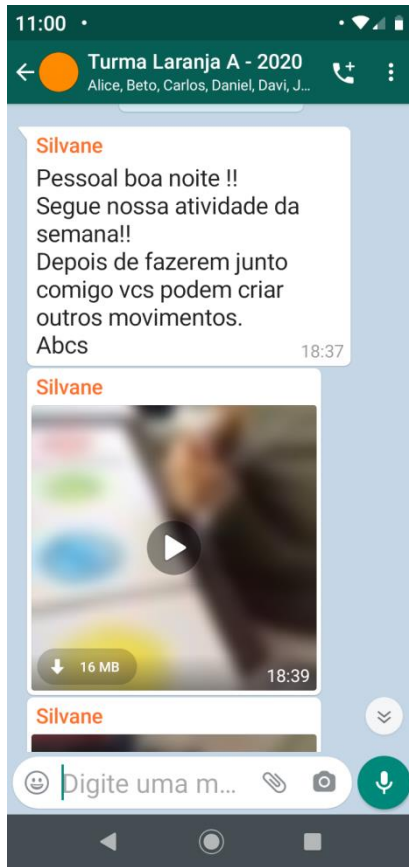 11:00
Turma Laranja A - 2020
Alice, Beto, Carlos, Daniel, Davi, J...
Silvane
Pessoal boa noite !!
Segue nossa atividade da
semana!!
Depois de fazerem junto
comigo vcs podem criar
outros movimentos.
Abcs
18:37
Silvane
16 MB
18:39
Silvane
Digite uma m...